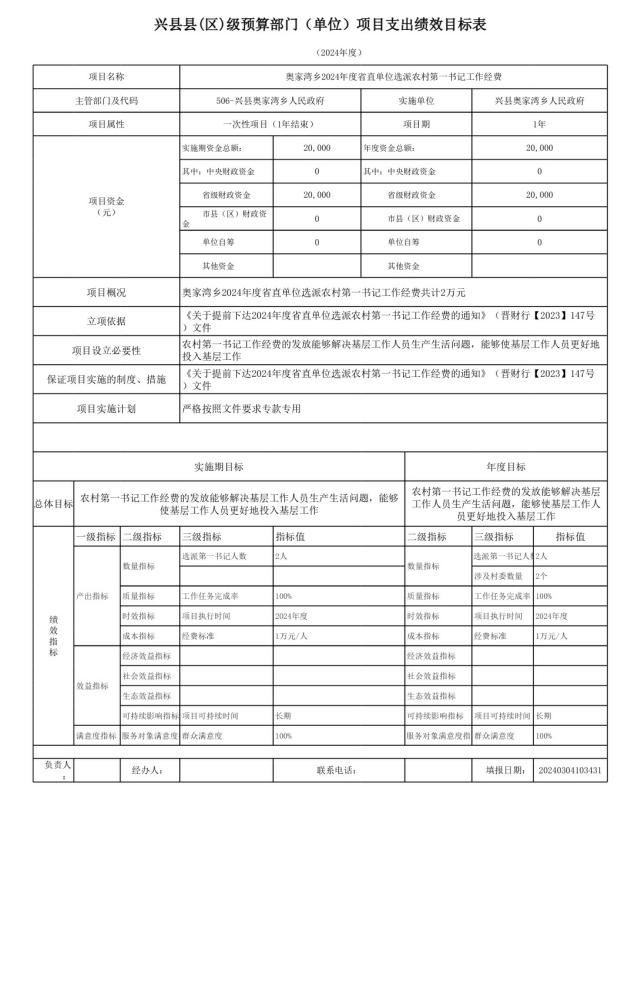 兴县县(区)级预算部门（单位）项目支出绩效目标表
（2024年度）
项目名称 奥家湾乡2024年度省直单位选派农村第一书记工作经费
主管部门及代码 506-兴县奥家湾乡人民政府 实施单位 兴县奥家湾乡人民政府
项目属性 一次性项目（1年结束） 项目期 1年
项目资金
（元）
实施期资金总额: 20,000 年度资金总额: 20,000
其中: 中央财政资金 0 其中: 中央财政资金 0
省级财政资金 20,000 省级财政资金 20,000
市县（区）财政资
金 0 市县（区）财政资金 0
单位自筹 0 单位自筹 0
其他资金 其他资金
项目概况 奥家湾乡2024年度省直单位选派农村第一书记工作经费共计2万元
立项依据 《关于提前下达2024年度省直单位选派农村第一书记工作经费的通知》（晋财行【2023】147号
）文件
项目设立必要性 农村第一书记工作经费的发放能够解决基层工作人员生产生活问题, 能够使基层工作人员更好地
投入基层工作
保证项目实施的制度、措施 《关于提前下达2024年度省直单位选派农村第一书记工作经费的通知》（晋财行【2023】147号
）文件
项目实施计划 严格按照文件要求专款专用
实施期目标 年度目标
总体目标
农村第一书记工作经费的发放能够解决基层工作人员生产生活问题, 能够
使基层工作人员更好地投入基层工作
农村第一书记工作经费的发放能够解决基层
工作人员生产生活问题, 能够使基层工作人
员更好地投入基层工作
绩效指标
一级指标 二级指标 三级指标 指标值 二级指标 三级指标 指标值
产出指标
数量指标 选派第一书记人数 2人 数量指标 选派第一书记人 2人
涉及村委数量 2个
质量指标 工作任务完成率 100% 质量指标 工作任务完成率 100%
时效指标 项目执行时间 2024年度 时效指标 项目执行时间 2024年度
成本指标 经费标准 1万元/人 成本指标 经费标准 1万元/人
效益指标
经济效益指标 经济效益指标
社会效益指标 社会效益指标
生态效益指标 生态效益指标
可持续影响指标 项目可持续时间 长期 可持续影响指标 项目可持续时间 长期
满意度指标 服务对象满意度 群众满意度 100% 服务对象满意度指 群众满意度 100%
负责人
: 经办人: 联系电话: 填报日期: 20240304103431